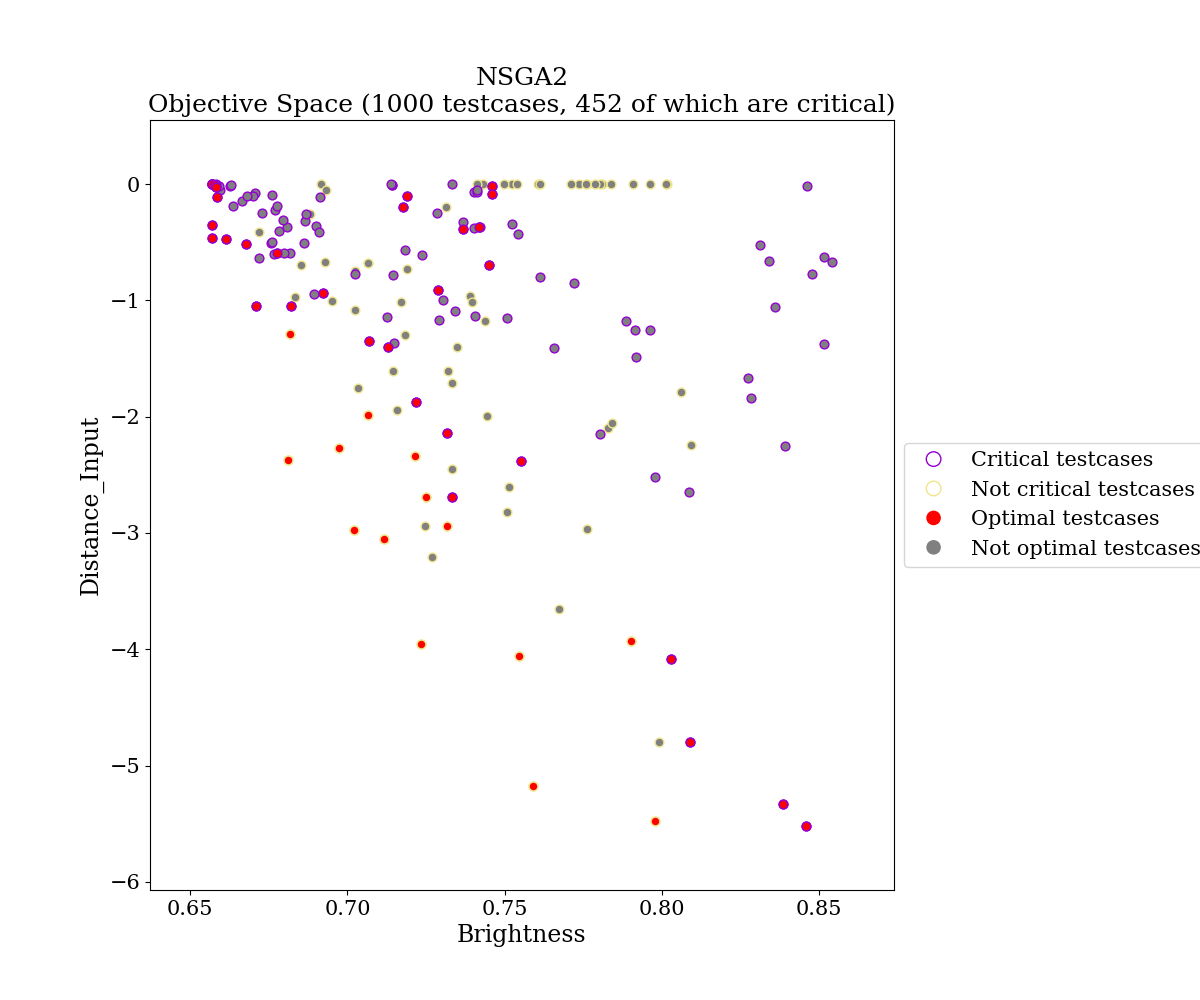 NSGA2
Objective Space (1000 testcases, 452 of which are critical)
0
−1
−2
−3
−4
−5
−6
Distance_Input
0.65
0.70
0.75
0.80
0.85
Brightness
Critical testcases
Not critical testcases
Optimal testcases
Not optimal testcases